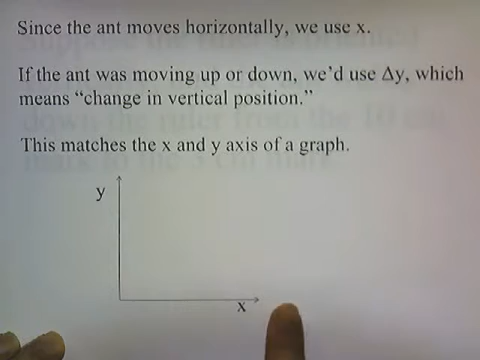 Since the ant moves horizontally, we use x.
If the ant was moving up or down, we'd use Δy, which
means “change in vertical position.”
This matches the x and y axis of a graph.
y
x